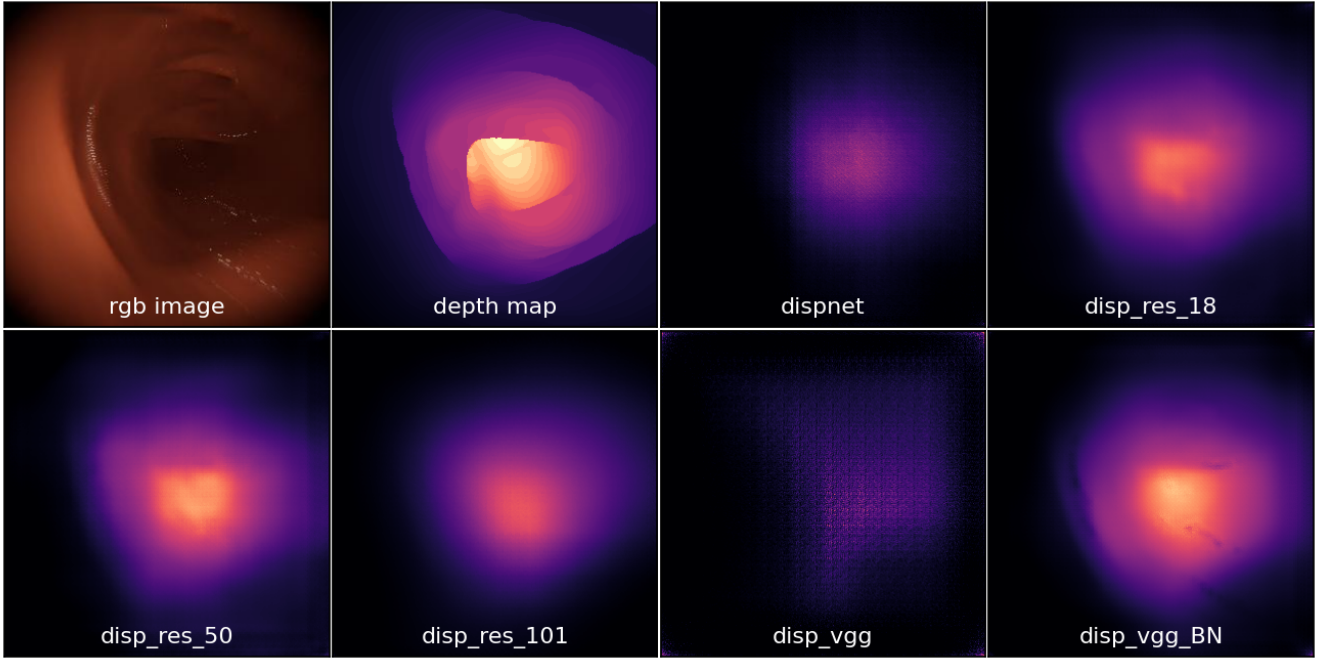 rgb image
depth map
dispnet
disp_res_18
disp_res_50
disp_res_101
disp_vgg
disp_vgg_BN